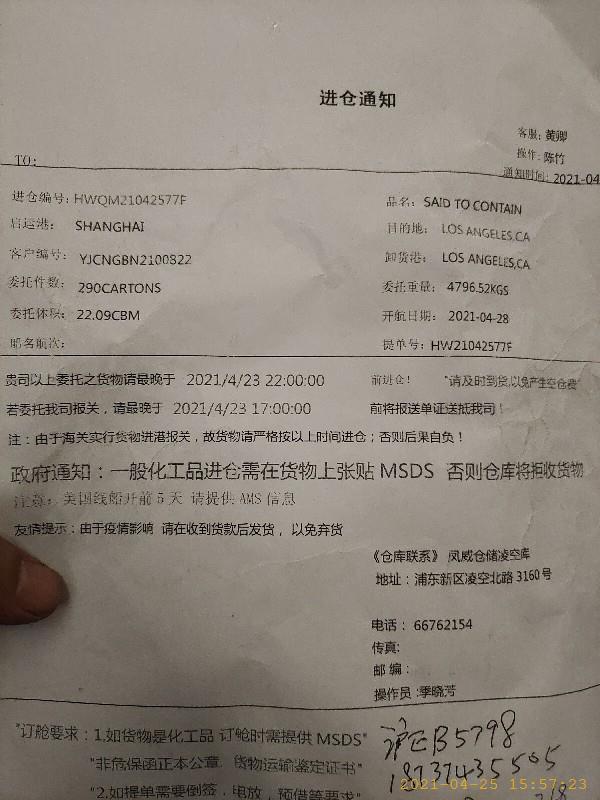 进仓通知
客服: 黄卿
操作: 陈竹
TO:
通知时间: 2021-04
进仓编号: HWQM21042577F
品名: SAID TO CONTAIN
启运港: SHANGHAI
目的地: LOS ANGELES,CA
客户编号: YJCNGBN2100822
卸货港: LOS ANGELES,CA
委托件数: 290CARTONS
委托重量: 4796.52KGS
委托体积: 22.09CBM
开航日期: 2021-04-28
船名航次:
提单号: HW21042577F
贵司以上委托之货物请最晚于 2021/4/23 22:00:00 前进仓! "请及时到货,以免产生空仓费"
若委托我司报关，请最晚于 2021/4/23 17:00:00 前将报送单证送抵我司!
注：由于海关实行货物进港报关，故货物请严格按以上时间进仓；否则后果自负!
政府通知：一般化工品进仓需在货物上张贴 MSDS 否则仓库将拒收货物
注意：美国线船开前 5 天 请提供 AMS 信息
友情提示：由于疫情影响 请在收到货款后发货，以免弃货
《仓库联系》 凤威仓储凌空库
地址：浦东新区凌空北路 3160号
电话： 66762154
传真:
邮 编:
操作员 :季晓芳
"订舱要求：1.如货物是化工品 订舱时需提供 MSDS"
沪EB5798
"非危保函正本公章. 货物运输鉴定证书"
2021-04-25 15:57:23
"2.如提单需要倒签，电放，预借等要求"